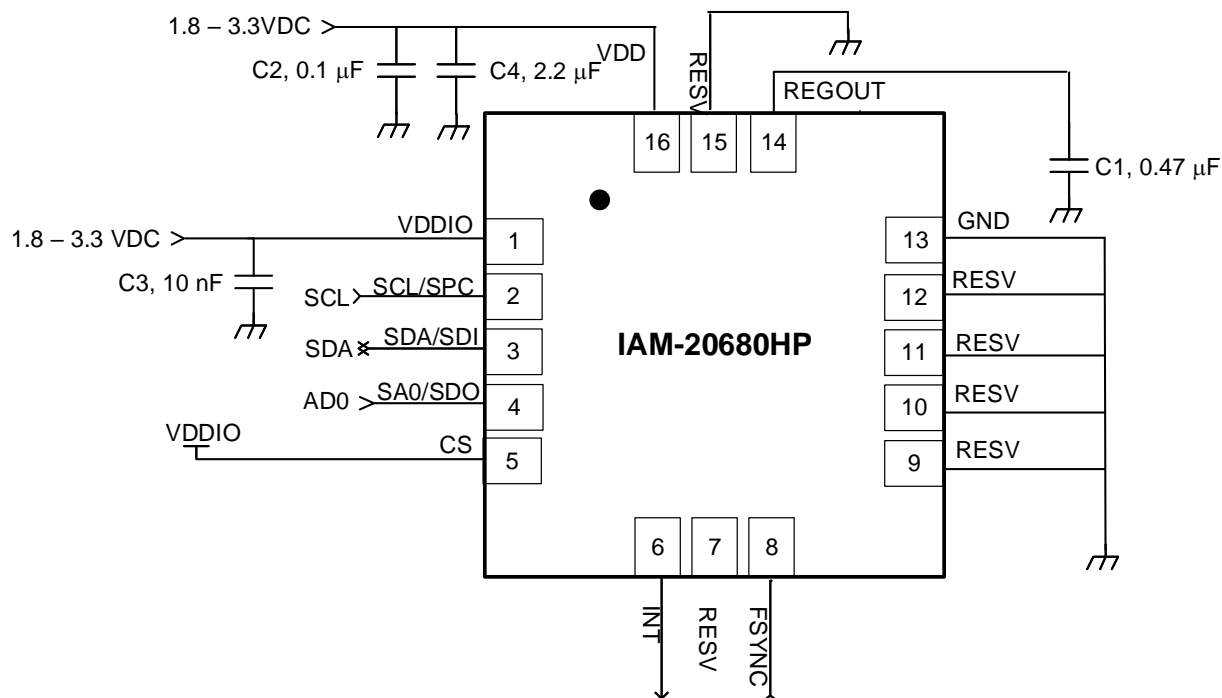 1.8 – 3.3VDC
VDD
C2, 0.1 μF
C4, 2.2 μF
RESV
REGOUT
C1, 0.47 μF
16
15
14
1.8 – 3.3 VDC
VDDIO
1
C3, 10 nF
SCL
SCL/SPC
2
SDA
SDA/SDI
3
AD0
SA0/SDO
4
VDDIO
CS
5
IAM-20680HP
13
GND
12
RESV
11
RESV
10
RESV
9
RESV
6
7
8
INT
RESV
FSYNC